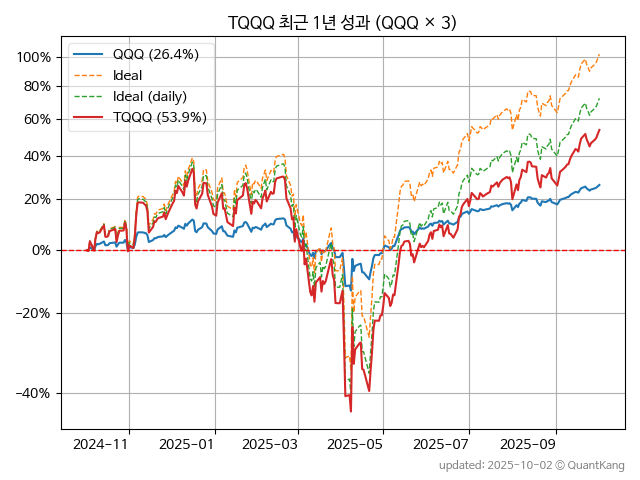 TQQQ 최근 1년 성과 (QQQ × 3)
QQQ (26.4%)
Ideal
Ideal (daily)
TQQQ (53.9%)
100%
80%
60%
40%
20%
0%
−20%
−40%
2024-11 2025-01 2025-03 2025-05 2025-07 2025-09
updated: 2025-10-02 © QuantKang